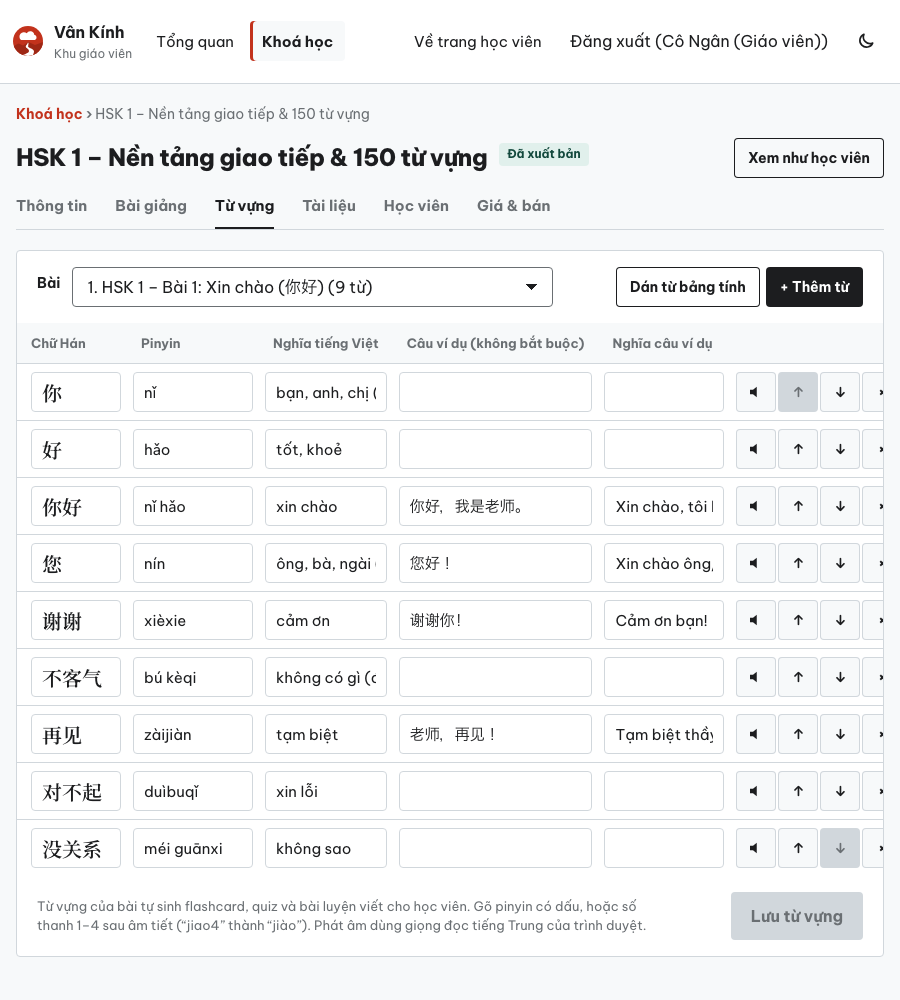 Vân Kính
Khu giáo viên
Tổng quan
Khoá học
Về trang học viên
Đăng xuất (Cô Ngân (Giáo viên))
Khoá học › HSK 1 – Nền tảng giao tiếp & 150 từ vựng
HSK 1 – Nền tảng giao tiếp & 150 từ vựng
Đã xuất bản
Xem như học viên
Thông tin
Bài giảng
Từ vựng
Tài liệu
Học viên
Giá & bán
Bài
1. HSK 1 – Bài 1: Xin chào (你好) (9 từ)
Dán từ bảng tính
+ Thêm từ
Chữ Hán Pinyin Nghĩa tiếng Việt Câu ví dụ (không bắt buộc) Nghĩa câu ví dụ
你 nǐ bạn, anh, chị (
↑ ↓
好 hǎo tốt, khoẻ
↑ ↓
你好 nǐ hǎo xin chào 你好，我是老师。 Xin chào, tôi
↑ ↓
您 nín ông, bà, ngài 您好！ Xin chào ông,
↑ ↓
谢谢 xièxie cảm ơn 谢谢你！ Cảm ơn bạn!
↑ ↓
不客气 bú kèqi không có gì (
↑ ↓
再见 zàijiàn tạm biệt 老师，再见！ Tạm biệt thầy
↑ ↓
对不起 duìbuqǐ xin lỗi
↑ ↓
没关系 méi guānxi không sao
↑ ↓
Từ vựng của bài tự sinh flashcard, quiz và bài luyện viết cho học viên. Gõ pinyin có dấu, hoặc số
thanh 1–4 sau âm tiết (“jiao4” thành “jiào”). Phát âm dùng giọng đọc tiếng Trung của trình duyệt.
Lưu từ vựng